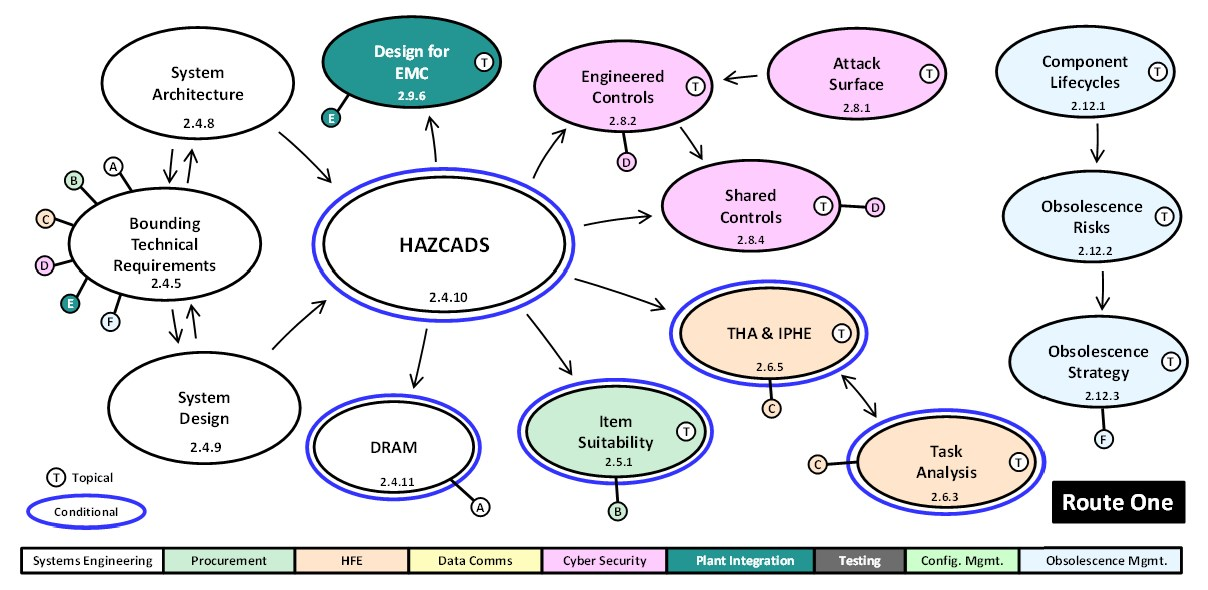 System
Architecture
2.4.8
Design for
EMC
T
2.9.6
E
Engineered
Controls
T
2.8.2
D
Attack
Surface
T
2.8.1
Component
Lifecycles
T
2.12.1
A
B
C
D
E
F
Bounding
Technical
Requirements
2.4.5
HAZCADS
2.4.10
Shared
Controls
T
2.8.4
D
Obsolescence
Risks
T
2.12.2
THA & IPHE
T
2.6.5
C
Obsolescence
Strategy
T
2.12.3
F
System
Design
2.4.9
DRAM
2.4.11
A
Item
Suitability
T
2.5.1
B
Task
Analysis
T
2.6.3
C
T Topical
Conditional
Route One
Systems Engineering Procurement HFE Data Comms Cyber Security Plant Integration Testing Config. Mgmt. Obsolescence Mgmt.